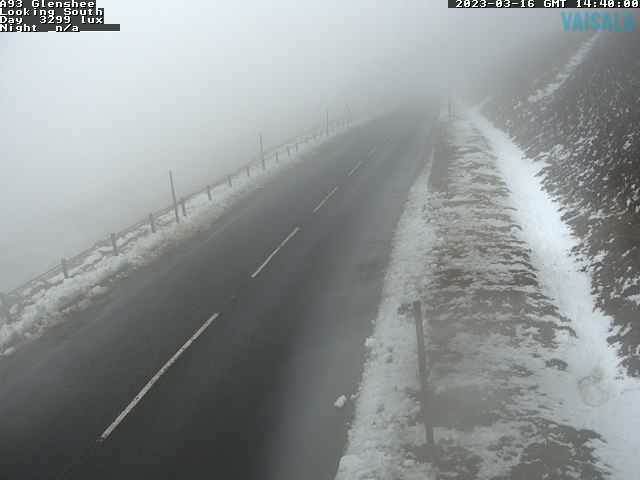 A93 Glenshee
2023-03-16 GMT 14:40:00
Looking South
Day 3299 lux
Night n/a
VAISALA